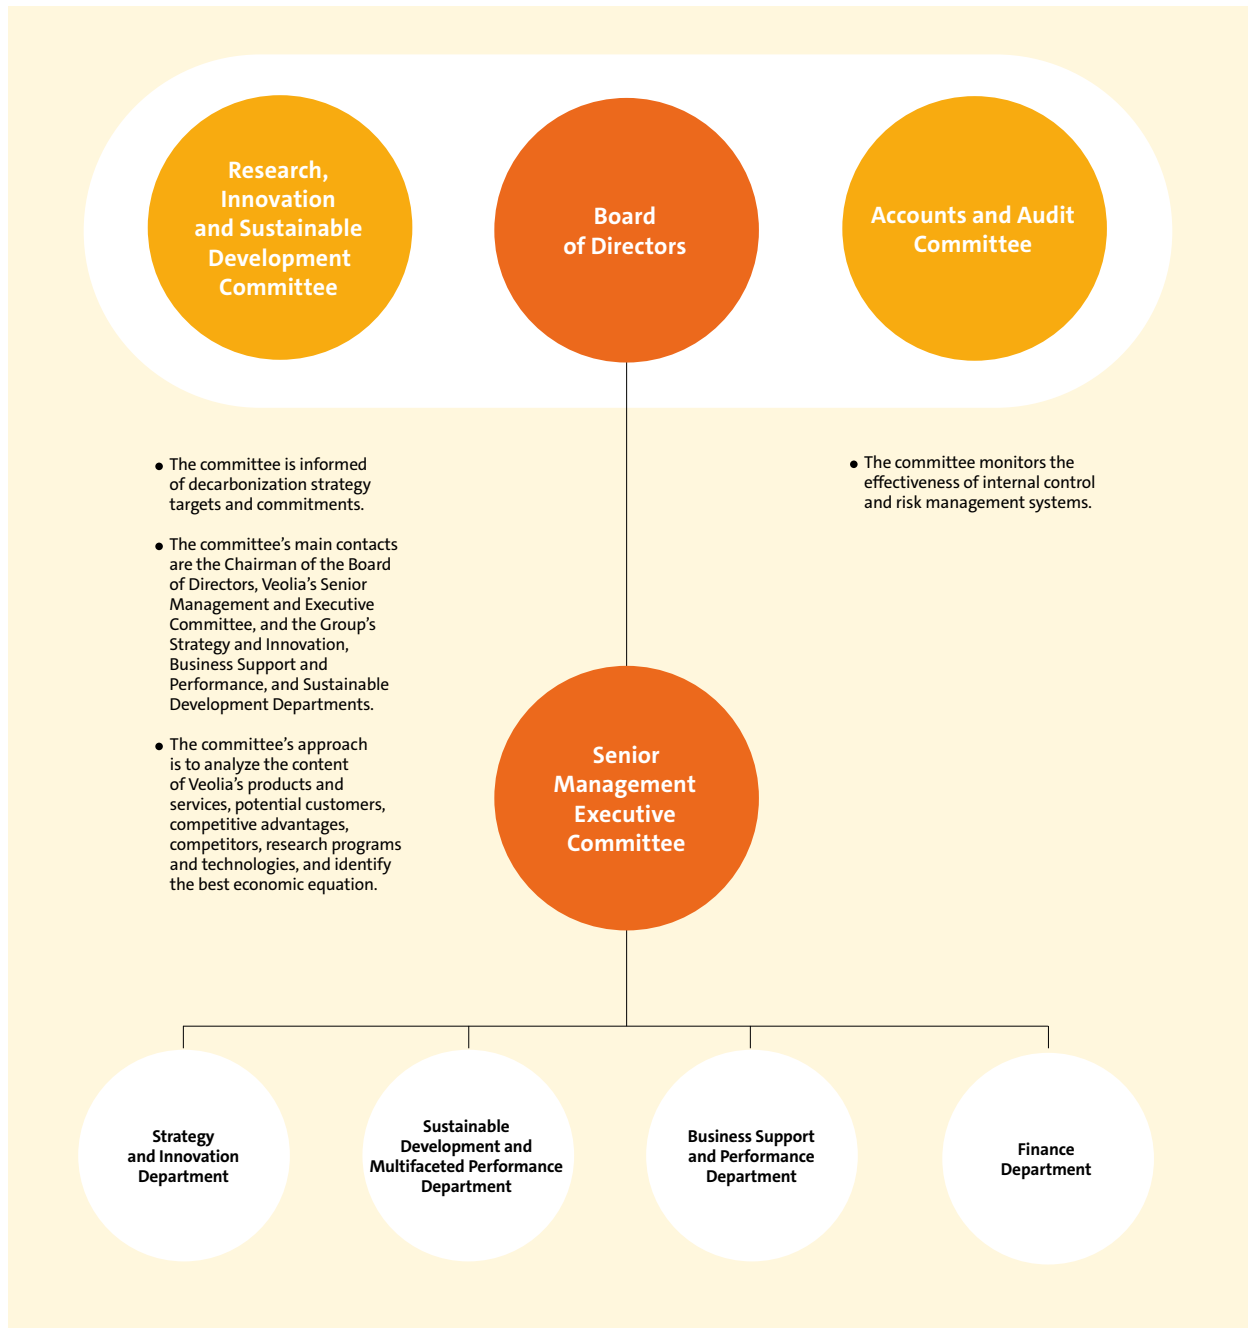 Research,
Innovation
and Sustainable
Development
Committee
Board
of Directors
Accounts and Audit
Committee
• The committee is informed
of decarbonization strategy
targets and commitments.
• The committee’s main contacts
are the Chairman of the Board
of Directors, Veolia’s Senior
Management and Executive
Committee, and the Group’s
Strategy and Innovation,
Business Support and
Performance, and Sustainable
Development Departments.
• The committee’s approach
is to analyze the content
of Veolia’s products and
services, potential customers,
competitive advantages,
competitors, research programs
and technologies, and identify
the best economic equation.
• The committee monitors the
effectiveness of internal control
and risk management systems.
Senior
Management
Executive
Committee
Strategy
and Innovation
Department
Sustainable
Development and
Multifaceted Performance
Department
Business Support
and Performance
Department
Finance
Department